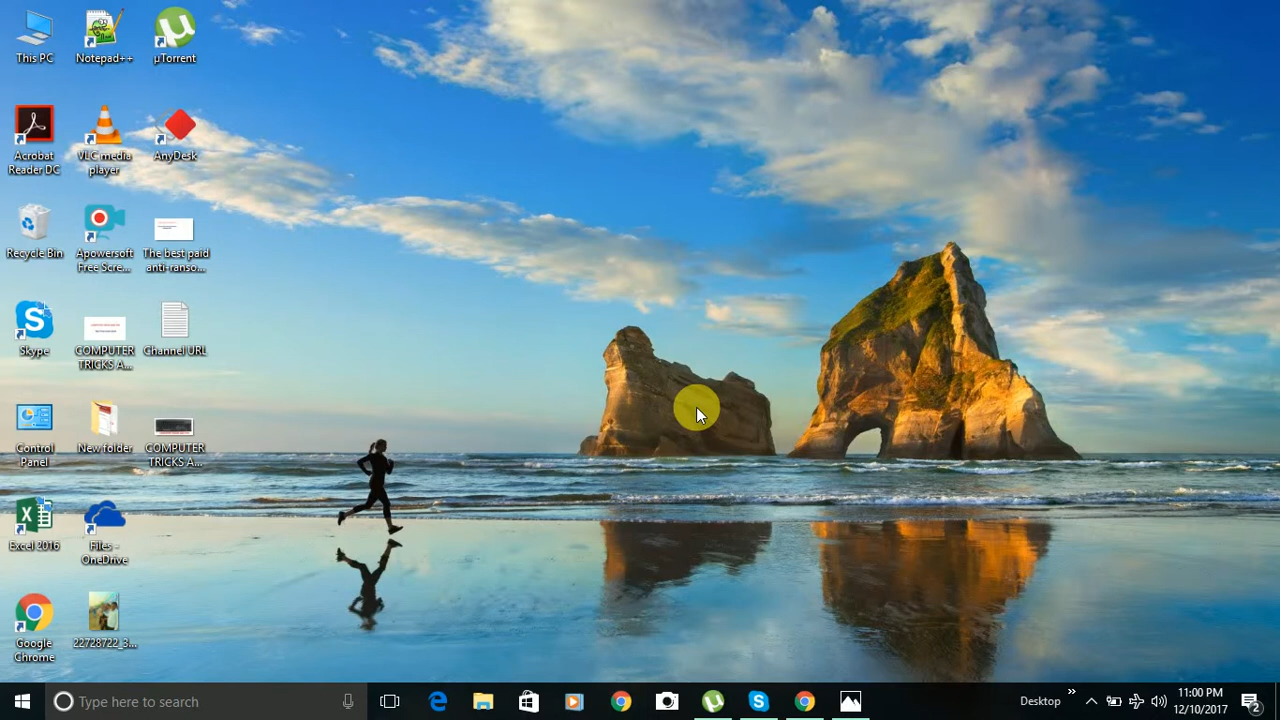 This PC
Notepad++
µTorrent
Acrobat
Reader DC
VLC media
player
AnyDesk
Recycle Bin
Apowersoft
Free Scre...
The best paid
anti-ranso...
Skype
COMPUTER
TRICKS A...
Channel URL
Control
Panel
New folder
COMPUTER
TRICKS A...
Excel 2016
Files -
OneDrive
Google
Chrome
22728722_3...
Type here to search
Desktop
11:00 PM
12/10/2017
2